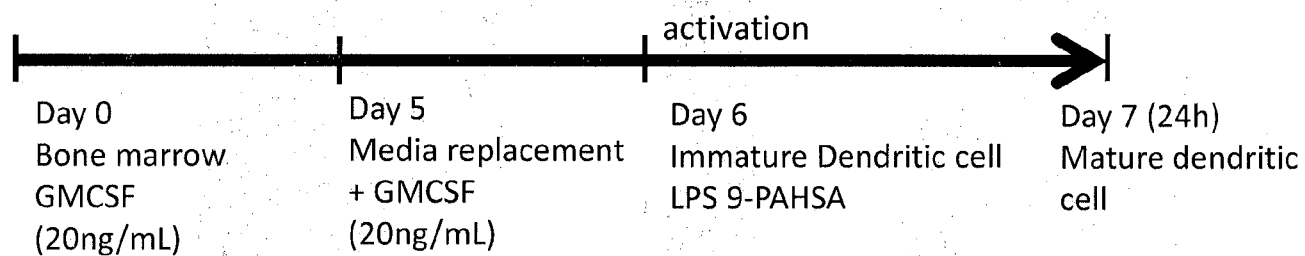 activation
Day 0
Bone marrow
GMCSF
(20ng/mL)
Day 5
Media replacement
+ GMCSF
(20ng/mL)
Day 6
Immature Dendritic cell
LPS 9-PAHSA
Day 7 (24h)
Mature dendritic
cell